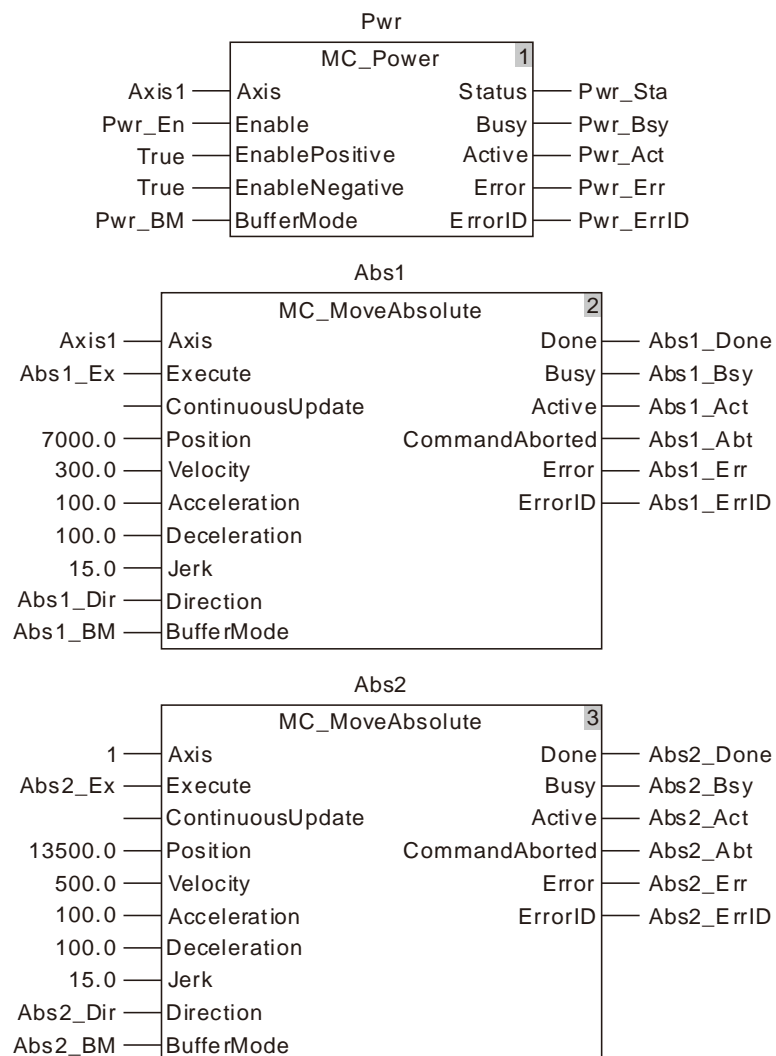 Pwr
MC_Power 1
Axis1 Axis Status Pwr_Sta
Pwr_En Enable Busy Pwr_Bsy
True EnablePositive Active Pwr_Act
True EnableNegative Error Pwr_Err
Pwr_BM BufferMode ErrorID Pwr_ErrID
Abs1
MC_MoveAbsolute 2
Axis1 Axis Done Abs1_Done
Abs1_Ex Execute Busy Abs1_Bsy
ContinuousUpdate Active Abs1_Act
7000.0 Position CommandAborted Abs1_Abt
300.0 Velocity Error Abs1_Err
100.0 Acceleration ErrorID Abs1_ErrID
100.0 Deceleration
15.0 Jerk
Abs1_Dir Direction
Abs1_BM BufferMode
Abs2
MC_MoveAbsolute 3
1 Axis Done Abs2_Done
Abs2_Ex Execute Busy Abs2_Bsy
ContinuousUpdate Active Abs2_Act
13500.0 Position CommandAborted Abs2_Abt
500.0 Velocity Error Abs2_Err
100.0 Acceleration ErrorID Abs2_ErrID
100.0 Deceleration
15.0 Jerk
Abs2_Dir Direction
Abs2_BM BufferMode